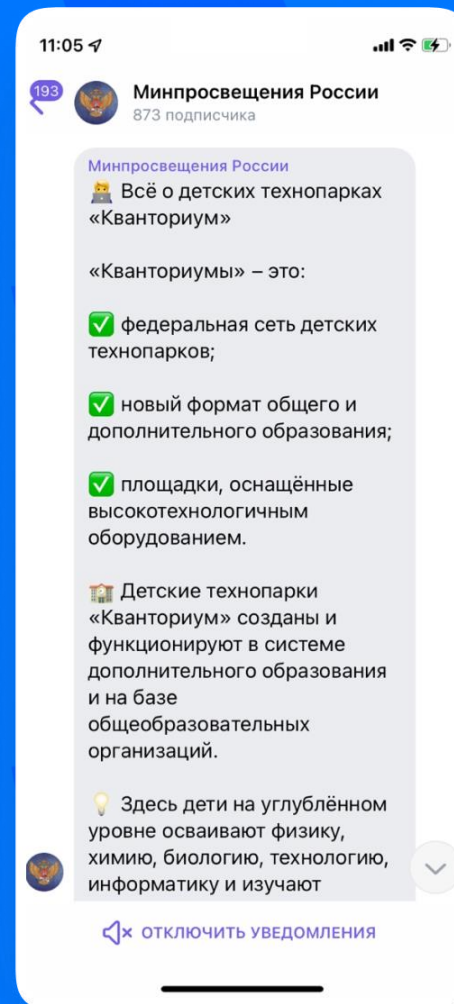 11:05
193
Минпросвещения России
873 подписчика
Минпросвещения России
🧑‍💻 Всё о детских технопарках
«Кванториум»
«Кванториумы» – это:
✅ федеральная сеть детских
технопарков;
✅ новый формат общего и
дополнительного образования;
✅ площадки, оснащённые
высокотехнологичным
оборудованием.
🏫 Детские технопарки
«Кванториум» созданы и
функционируют в системе
дополнительного образования
и на базе
общеобразовательных
организаций.
💡 Здесь дети на углублённом
уровне осваивают физику,
химию, биологию, технологию,
информатику и изучают
ОТКЛЮЧИТЬ УВЕДОМЛЕНИЯ